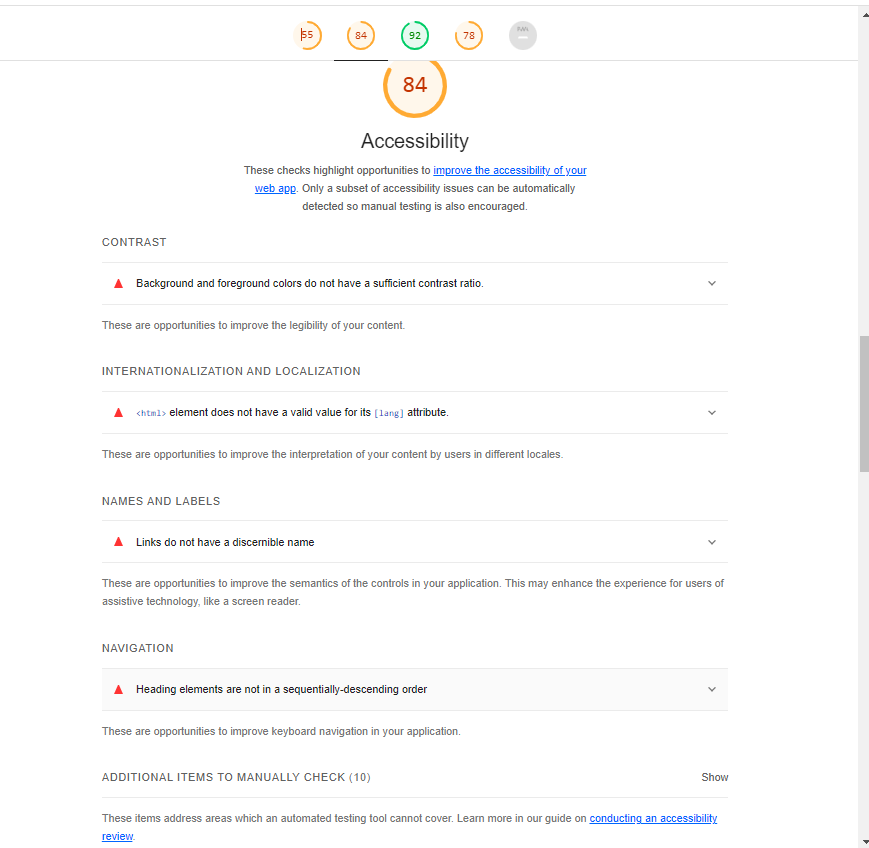 55 84 92 78
84
Accessibility
These checks highlight opportunities to improve the accessibility of your
web app. Only a subset of accessibility issues can be automatically
detected so manual testing is also encouraged.
CONTRAST
Background and foreground colors do not have a sufficient contrast ratio.
These are opportunities to improve the legibility of your content.
INTERNATIONALIZATION AND LOCALIZATION
<html> element does not have a valid value for its [lang] attribute.
These are opportunities to improve the interpretation of your content by users in different locales.
NAMES AND LABELS
Links do not have a discernible name
These are opportunities to improve the semantics of the controls in your application. This may enhance the experience for users of
assistive technology, like a screen reader.
NAVIGATION
Heading elements are not in a sequentially-descending order
These are opportunities to improve keyboard navigation in your application.
ADDITIONAL ITEMS TO MANUALLY CHECK (10) Show
These items address areas which an automated testing tool cannot cover. Learn more in our guide on conducting an accessibility
review.